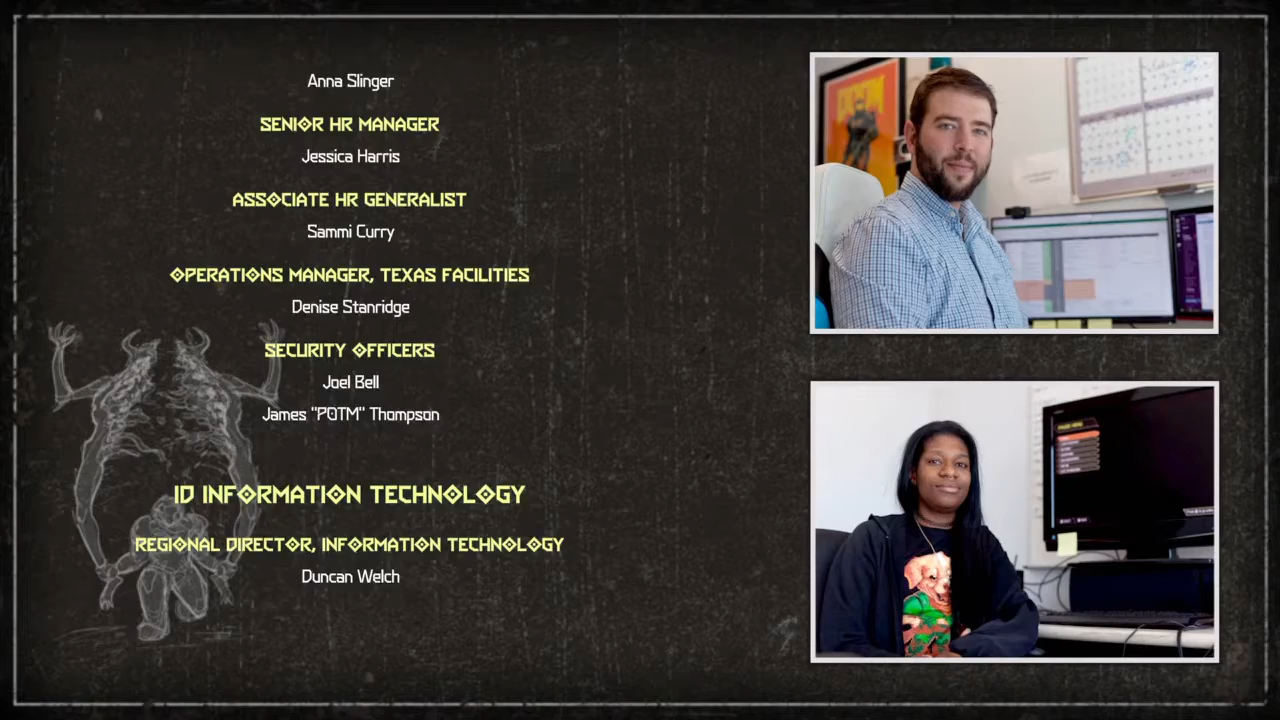 Anna Slinger
SENIOR HR MANAGER
Jessica Harris
ASSOCIATE HR GENERALIST
Sammi Curry
OPERATIONS MANAGER, TEXAS FACILITIES
Denise Stanridge
SECURITY OFFICERS
Joel Bell
James "POTM" Thompson
ID INFORMATION TECHNOLOGY
REGIONAL DIRECTOR, INFORMATION TECHNOLOGY
Duncan Welch
DOOM